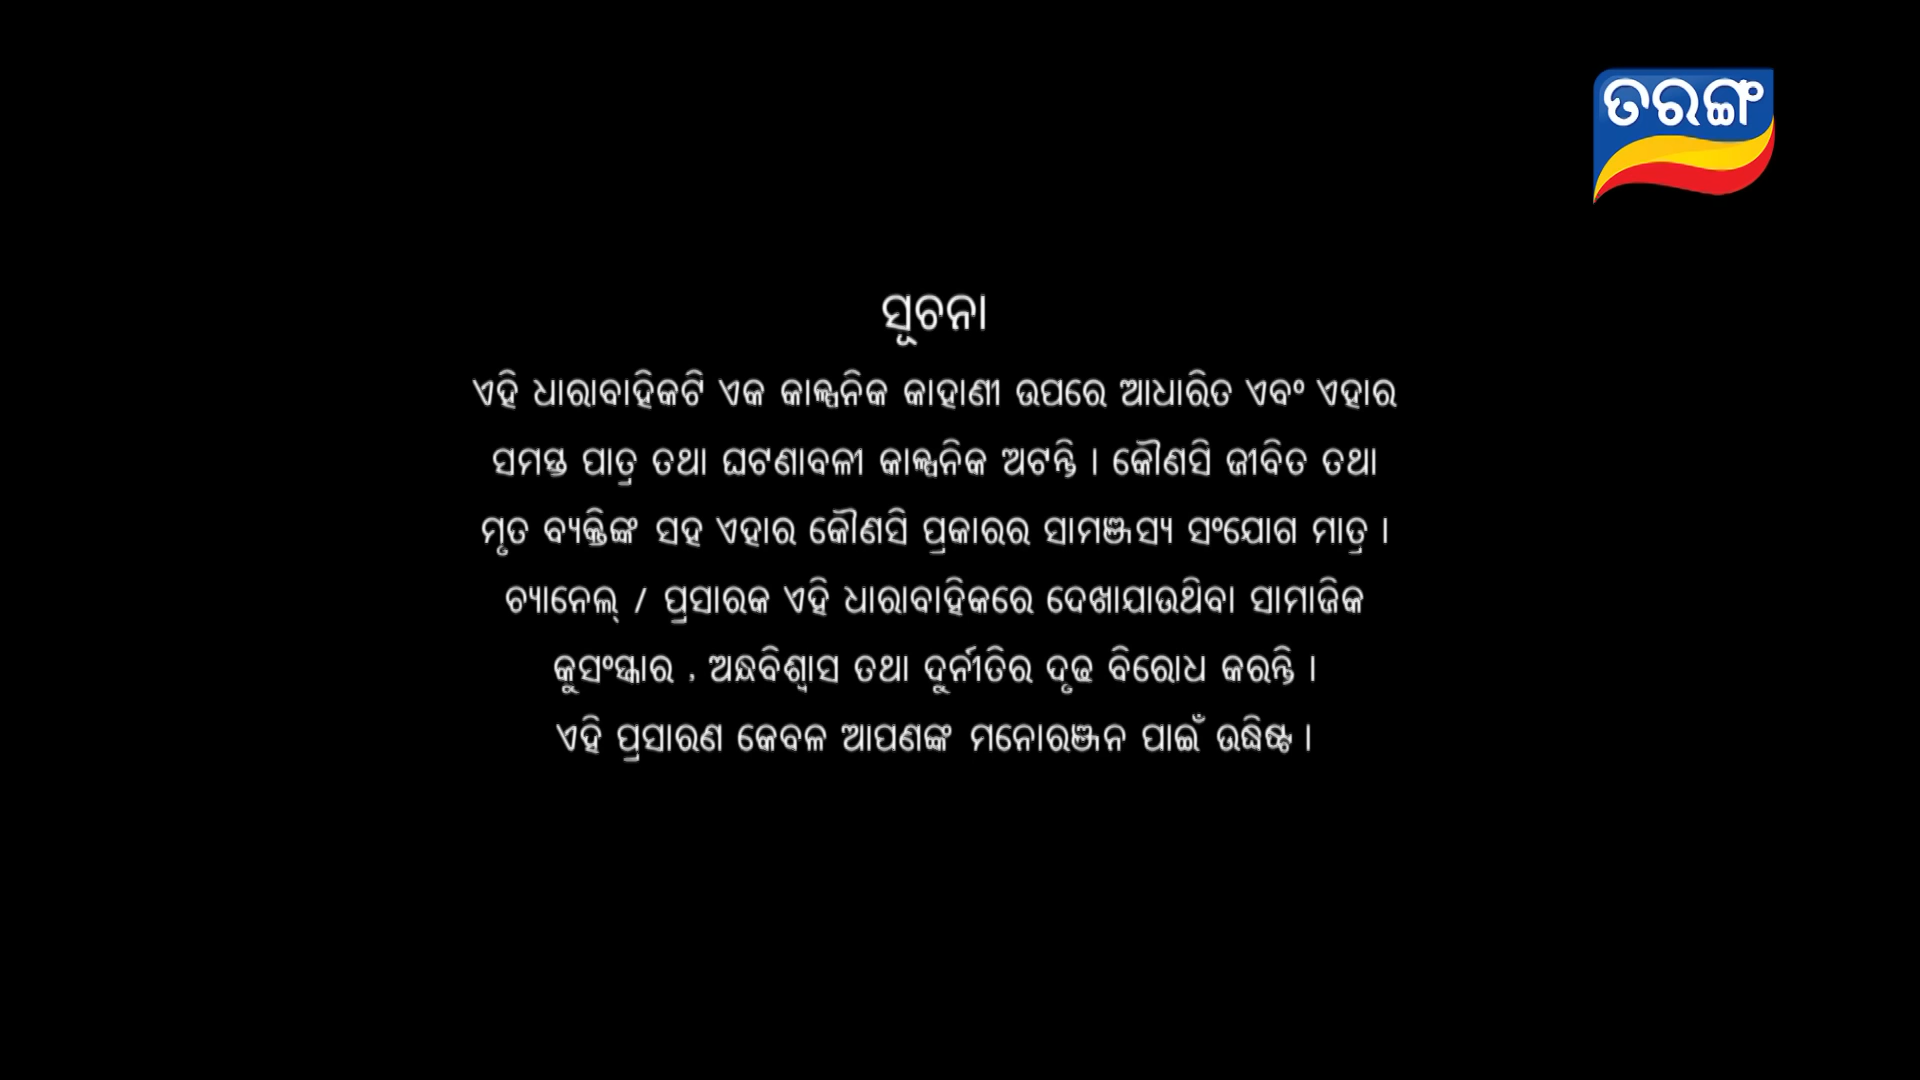 ତରଙ୍ଗ
ସୂଚନା
ଏହି ଧାରାବାହିକଟି ଏକ କାଳ୍ପନିକ କାହାଣୀ ଉପରେ ଆଧାରିତ ଏବଂ ଏହାର
ସମସ୍ତ ପାତ୍ର ତଥା ଘଟଣାବଳୀ କାଳ୍ପନିକ ଅଟନ୍ତି । କୌଣସି ଜୀବିତ ତଥା
ମୃତ ବ୍ୟକ୍ତିଙ୍କ ସହ ଏହାର କୌଣସି ପ୍ରକାରର ସାମଞ୍ଜସ୍ୟ ସଂଯୋଗ ମାତ୍ର ।
ଚ୍ୟାନେଲ୍ / ପ୍ରସାରକ ଏହି ଧାରାବାହିକରେ ଦେଖାଯାଉଥିବା ସାମାଜିକ
କୁସଂସ୍କାର , ଅନ୍ଧବିଶ୍ୱାସ ତଥା ଦୁର୍ନୀତିର ଦୃଢ଼ ବିରୋଧ କରନ୍ତି ।
ଏହି ପ୍ରସାରଣ କେବଳ ଆପଣଙ୍କ ମନୋରଞ୍ଜନ ପାଇଁ ଉଦ୍ଧିଷ୍ଟ ।